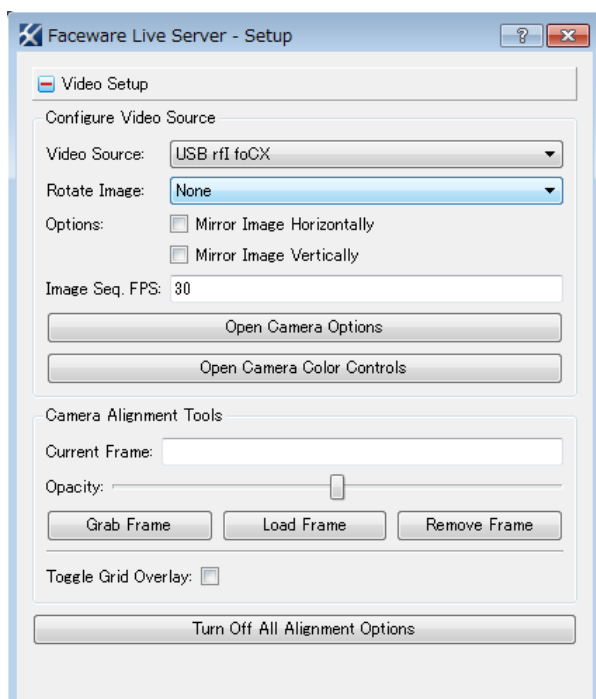 Faceware Live Server - Setup
Video Setup
Configure Video Source
Video Source: USB rfI foCX
Rotate Image: None
Options: Mirror Image Horizontally
Mirror Image Vertically
Image Seq. FPS: 30
Open Camera Options
Open Camera Color Controls
Camera Alignment Tools
Current Frame:
Opacity:
Grab Frame Load Frame Remove Frame
Toggle Grid Overlay:
Turn Off All Alignment Options